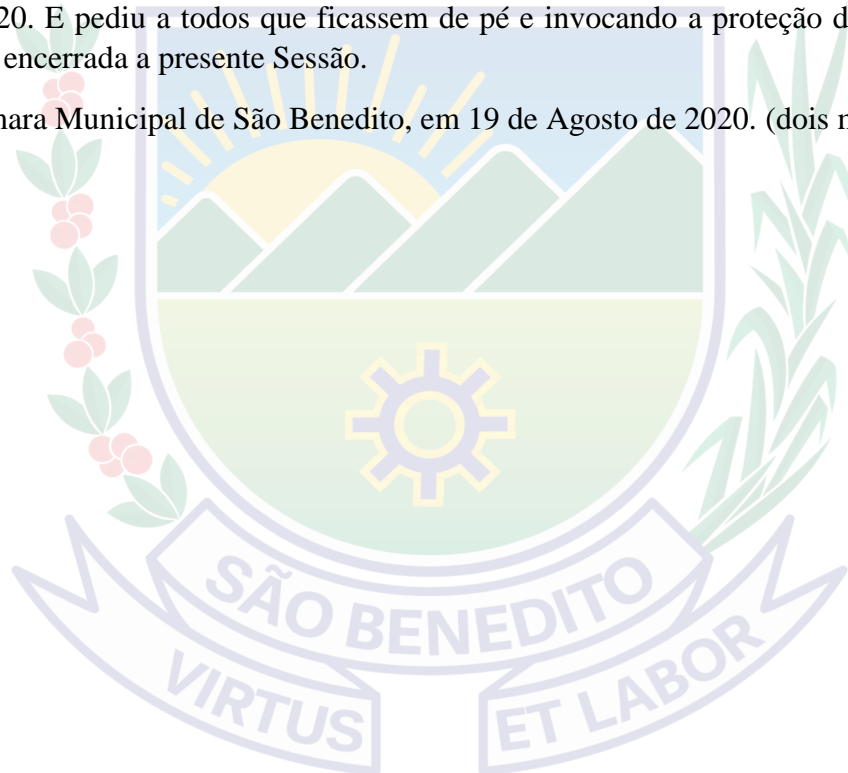 20. E pediu a todos que ficassem de pé e invocando a proteção d
encerrada a presente Sessão.
nara Municipal de São Benedito, em 19 de Agosto de 2020. (dois n
SÃO BENEDITO
VIRTUS ET LABOR